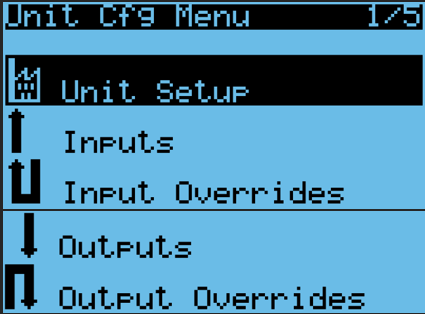 Unit Cfg Menu 1/5
Unit Setup
Inputs
Input Overrides
Outputs
Output Overrides